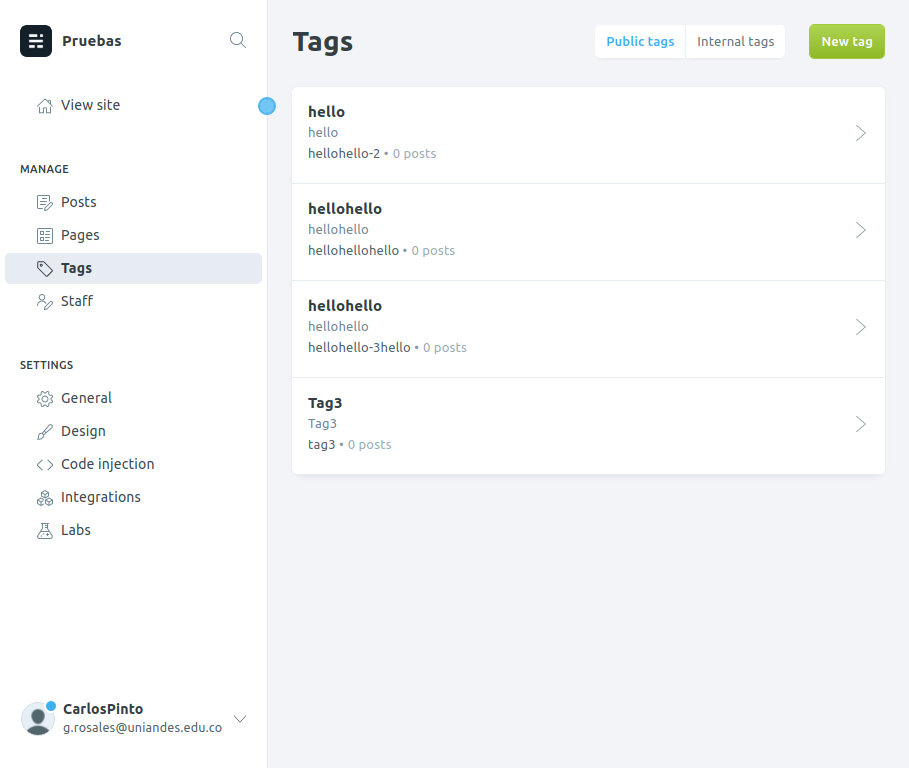 Pruebas
View site
MANAGE
Posts
Pages
Tags
Staff
SETTINGS
General
Design
Code injection
Integrations
Labs
CarlosPinto
g.rosales@uniandes.edu.co
Tags
Public tags
Internal tags
New tag
hello
hello
hellohello-2 • 0 posts
hellohello
hellohello
hellohellohello • 0 posts
hellohello
hellohello
hellohello-3hello • 0 posts
Tag3
Tag3
tag3 • 0 posts